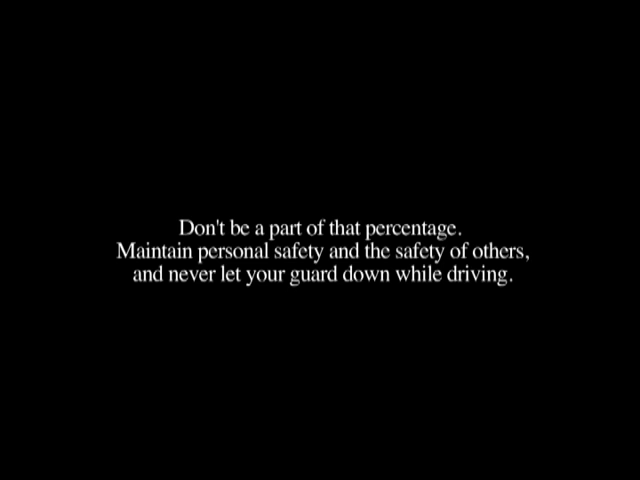 Don't be a part of that percentage.
Maintain personal safety and the safety of others,
and never let your guard down while driving.